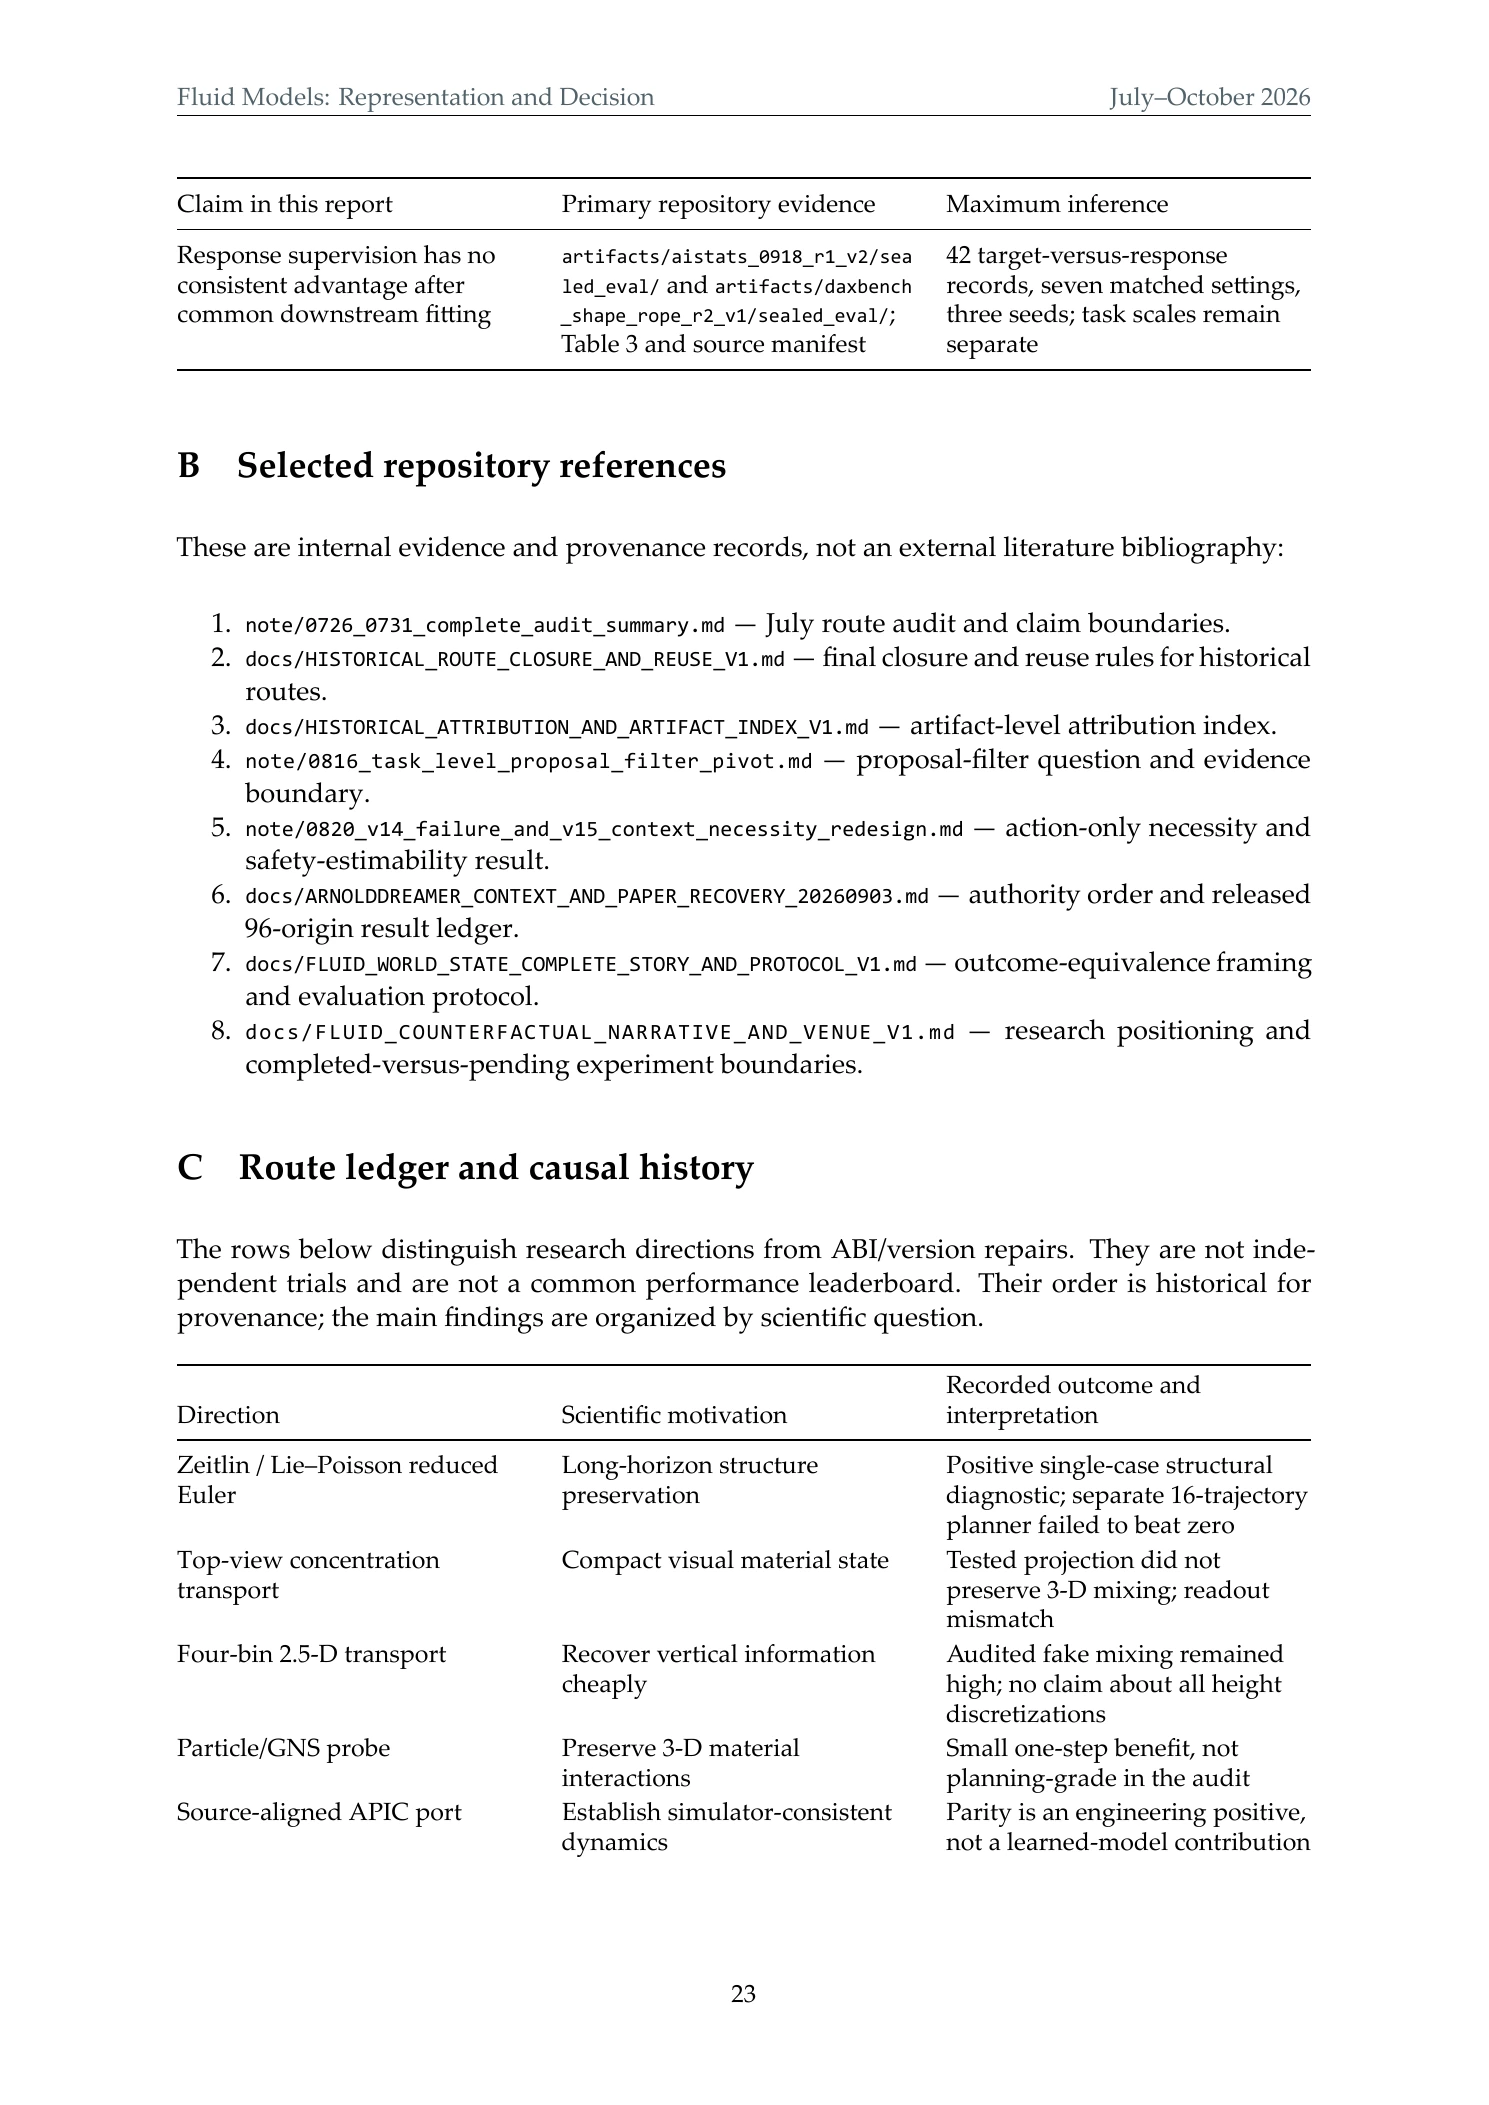 Fluid Models: Representation and Decision
July–October 2026
Claim in this report
Primary repository evidence
Maximum inference
Response supervision has no
consistent advantage after
common downstream fitting
artifacts/aistats_0918_r1_v2/sea
led_eval/ and artifacts/daxbench
_shape_rope_r2_v1/sealed_eval/;
Table 3 and source manifest
42 target-versus-response
records, seven matched settings,
three seeds; task scales remain
separate
B Selected repository references
These are internal evidence and provenance records, not an external literature bibliography:
1. note/0726_0731_complete_audit_summary.md — July route audit and claim boundaries.
2. docs/HISTORICAL_ROUTE_CLOSURE_AND_REUSE_V1.md — final closure and reuse rules for historical
routes.
3. docs/HISTORICAL_ATTRIBUTION_AND_ARTIFACT_INDEX_V1.md — artifact-level attribution index.
4. note/0816_task_level_proposal_filter_pivot.md — proposal-filter question and evidence
boundary.
5. note/0820_v14_failure_and_v15_context_necessity_redesign.md — action-only necessity and
safety-estimability result.
6. docs/ARNOLDDREAMER_CONTEXT_AND_PAPER_RECOVERY_20260903.md — authority order and released
96-origin result ledger.
7. docs/FLUID_WORLD_STATE_COMPLETE_STORY_AND_PROTOCOL_V1.md — outcome-equivalence framing
and evaluation protocol.
8. docs/FLUID_COUNTERFACTUAL_NARRATIVE_AND_VENUE_V1.md — research positioning and
completed-versus-pending experiment boundaries.
C Route ledger and causal history
The rows below distinguish research directions from ABI/version repairs. They are not inde-
pendent trials and are not a common performance leaderboard. Their order is historical for
provenance; the main findings are organized by scientific question.
Direction
Scientific motivation
Recorded outcome and
interpretation
Zeitlin / Lie–Poisson reduced
Euler
Long-horizon structure
preservation
Positive single-case structural
diagnostic; separate 16-trajectory
planner failed to beat zero
Top-view concentration
transport
Compact visual material state
Tested projection did not
preserve 3-D mixing; readout
mismatch
Four-bin 2.5-D transport
Recover vertical information
cheaply
Audited fake mixing remained
high; no claim about all height
discretizations
Particle/GNS probe
Preserve 3-D material
interactions
Small one-step benefit, not
planning-grade in the audit
Source-aligned APIC port
Establish simulator-consistent
dynamics
Parity is an engineering positive,
not a learned-model contribution
23